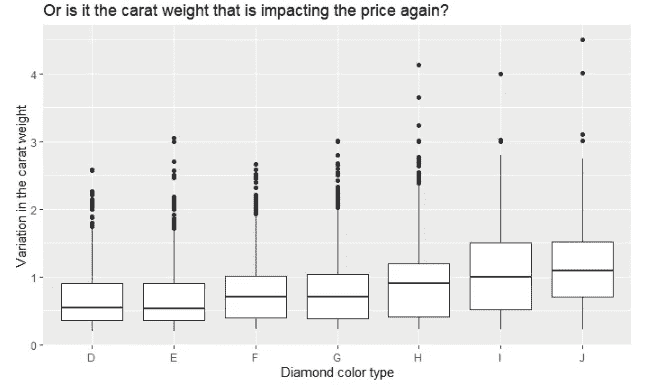 Or is it the carat weight that is impacting the price again?
Variation in the carat weight
4
3
2
1
0
D E F G H I J
Diamond color type